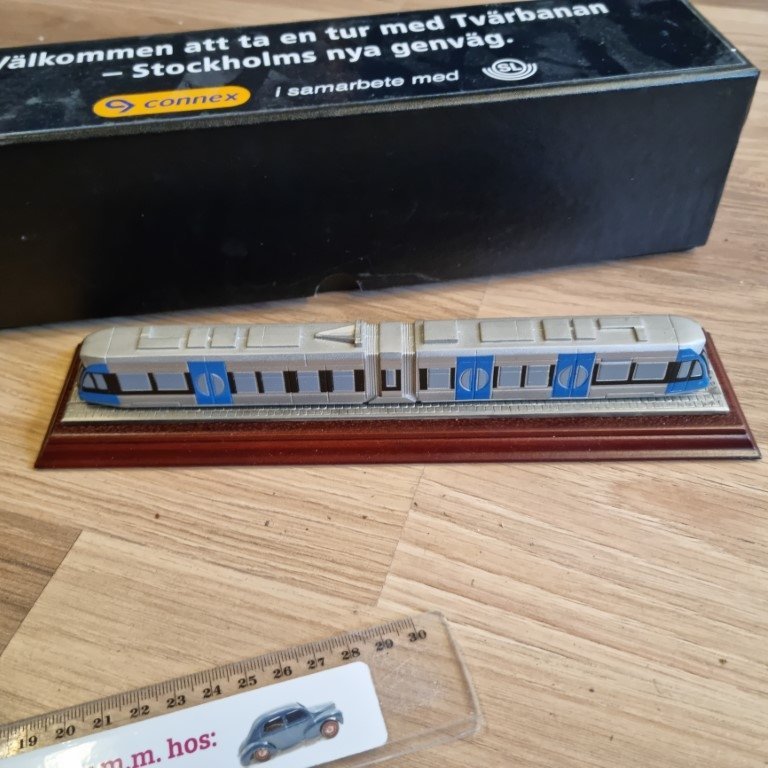 Välkommen att ta en tur med Tvärbanan
– Stockholms nya genväg.
connex i samarbete med SL
19 20 21 22 23 24 25 26 27 28 29 30
m.m. hos: